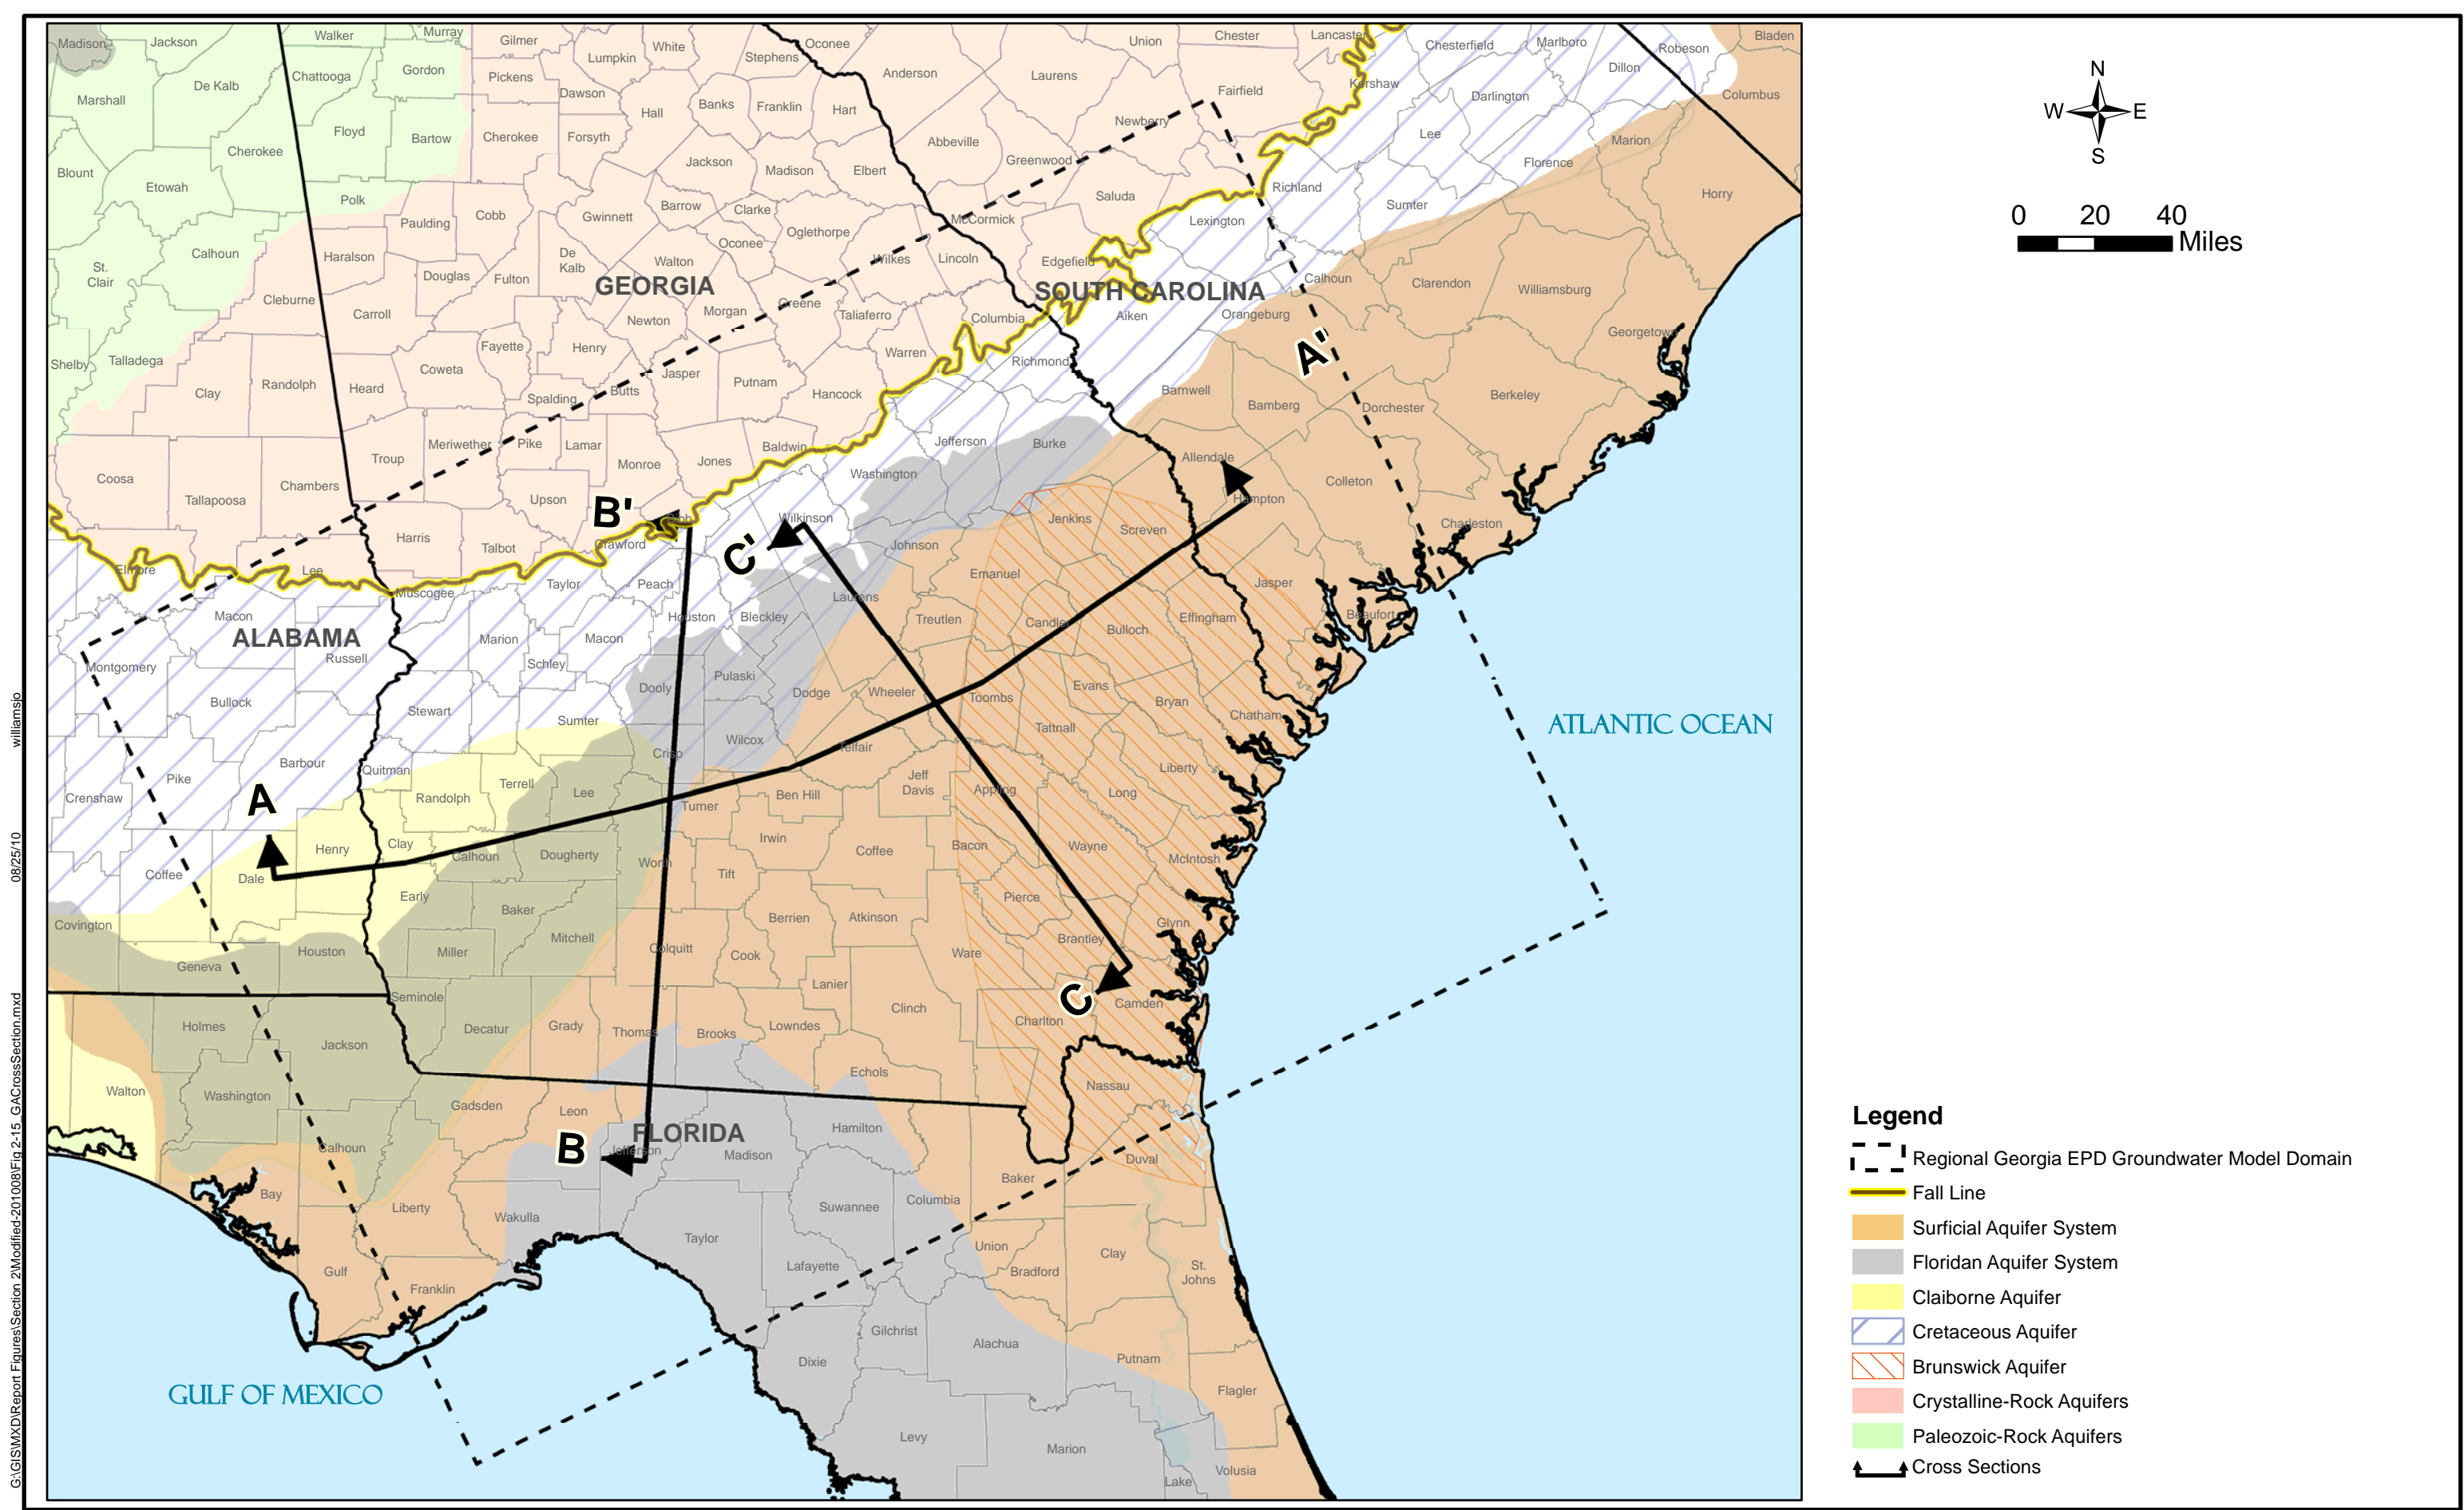 Madison
Jackson
Walker
Murray
Gilmer
Lumpkin
White
Stephens
Oconee
Union
Chester
Lancaster
Chesterfield
Marlboro
Robeson
Bladen
De Kalb
Chattooga
Gordon
Pickens
Dawson
Hall
Banks
Franklin
Hart
Anderson
Laurens
Fairfield
Kershaw
Dillon
Darlington
Columbus
Marshall
Cherokee
Floyd
Bartow
Cherokee
Forsyth
Jackson
Madison
Elbert
Abbeville
Greenwood
Newberry
Lee
Florence
Marion
Blount
Etowah
Polk
Paulding
Cobb
Gwinnett
Barrow
Clarke
Oglethorpe
McCormick
Saluda
Lexington
Richland
Sumter
Horry
St.
Clair
Calhoun
Haralson
Douglas
Fulton
De
Kalb
Walton
Oconee
Wilkes
Lincoln
Edgefield
Calhoun
Clarendon
Williamsburg
GEORGIA
SOUTH CAROLINA
Cleburne
Carroll
Newton
Morgan
Greene
Taliaferro
Columbia
Aiken
Orangeburg
Georgetown
Shelby
Talladega
Clay
Randolph
Heard
Coweta
Fayette
Henry
Spalding
Butts
Jasper
Putnam
Hancock
Warren
Richmond
Barnwell
A'
Bamberg
Dorchester
Berkeley
Coosa
Tallapoosa
Chambers
Troup
Meriwether
Pike
Lamar
Monroe
Jones
Baldwin
Washington
Jefferson
Burke
Allendale
Hampton
Colleton
Charleston
Upson
B'
Bibb
C'
Wilkinson
Johnson
Jenkins
Screven
Elmore
Lee
Harris
Talbot
Crawford
Muscogee
Taylor
Peach
Houston
Bleckley
Laurens
Emanuel
Treutlen
Candler
Bulloch
Effingham
Jasper
Beaufort
Macon
ALABAMA
Russell
Marion
Macon
Schley
Montgomery
Bullock
Stewart
Sumter
Dooly
Pulaski
Dodge
Wheeler
Toombs
Evans
Tattnall
Bryan
Chatham
Pike
Barbour
Quitman
Crenshaw
Randolph
Terrell
Lee
Crisp
Wilcox
Telfair
Turner
Ben Hill
Jeff
Davis
Appling
Long
Liberty
A
Coffee
Dale
Henry
Clay
Calhoun
Dougherty
Worth
Irwin
Tift
Coffee
Bacon
Wayne
McIntosh
Early
Baker
Mitchell
Berrien
Atkinson
Pierce
Glynn
Covington
Geneva
Houston
Miller
Colquitt
Cook
Ware
Brantley
Lanier
Clinch
C
Camden
Charlton
Seminole
Holmes
Jackson
Decatur
Grady
Thomas
Brooks
Lowndes
Echols
Nassau
Walton
Washington
Calhoun
Gadsden
Leon
FLORIDA
B
Jefferson
Madison
Hamilton
Duval
Baker
Bay
Liberty
Wakulla
Suwannee
Columbia
Taylor
Union
Lafayette
Bradford
Clay
St.
Johns
Gulf
Franklin
Gilchrist
Dixie
Alachua
Putnam
Flagler
Levy
Marion
Volusia
Lake
GULF OF MEXICO
ATLANTIC OCEAN
N
W
E
S
0 20 40
Miles
Legend
Regional Georgia EPD Groundwater Model Domain
Fall Line
Surficial Aquifer System
Floridan Aquifer System
Claiborne Aquifer
Cretaceous Aquifer
Brunswick Aquifer
Crystalline-Rock Aquifers
Paleozoic-Rock Aquifers
Cross Sections
G:\GIS\MXD\Report Figures\Section 2\Modified-201008\Fig 2-15_GACrossSection.mxd 08/25/10 williamsio